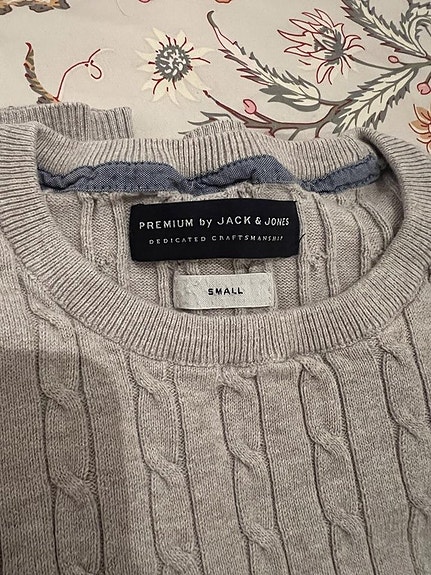 PREMIUM by JACK & JONES
DEDICATED CRAFTSMANSHIP
SMALL